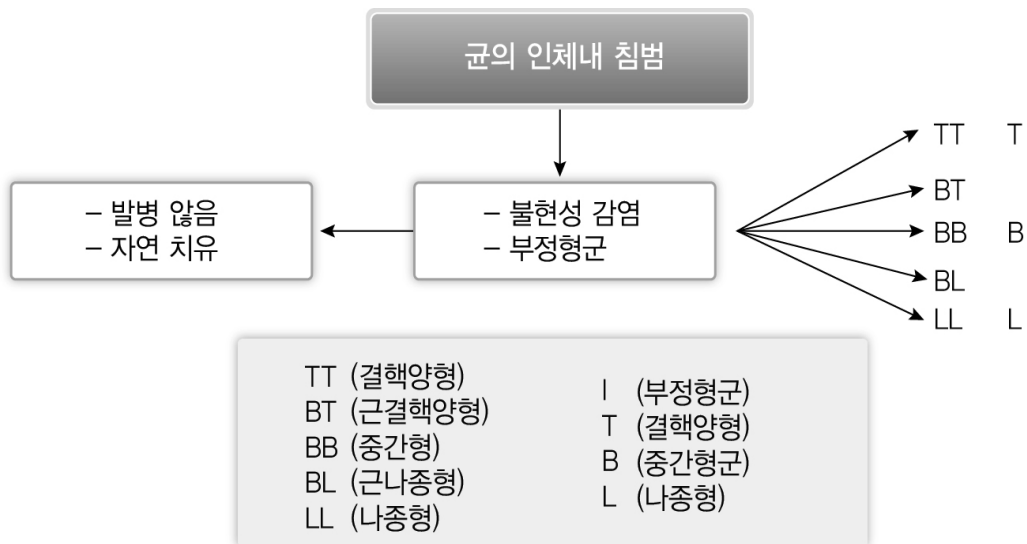 균의 인체내 침범
- 발병 않음
- 자연 치유
- 불현성 감염
- 부정형군
TT T
BT
BB B
BL
LL L
TT (결핵양형)
BT (근결핵양형)
BB (중간형)
BL (근나종형)
LL (나종형)
I (부정형군)
T (결핵양형)
B (중간형군)
L (나종형)